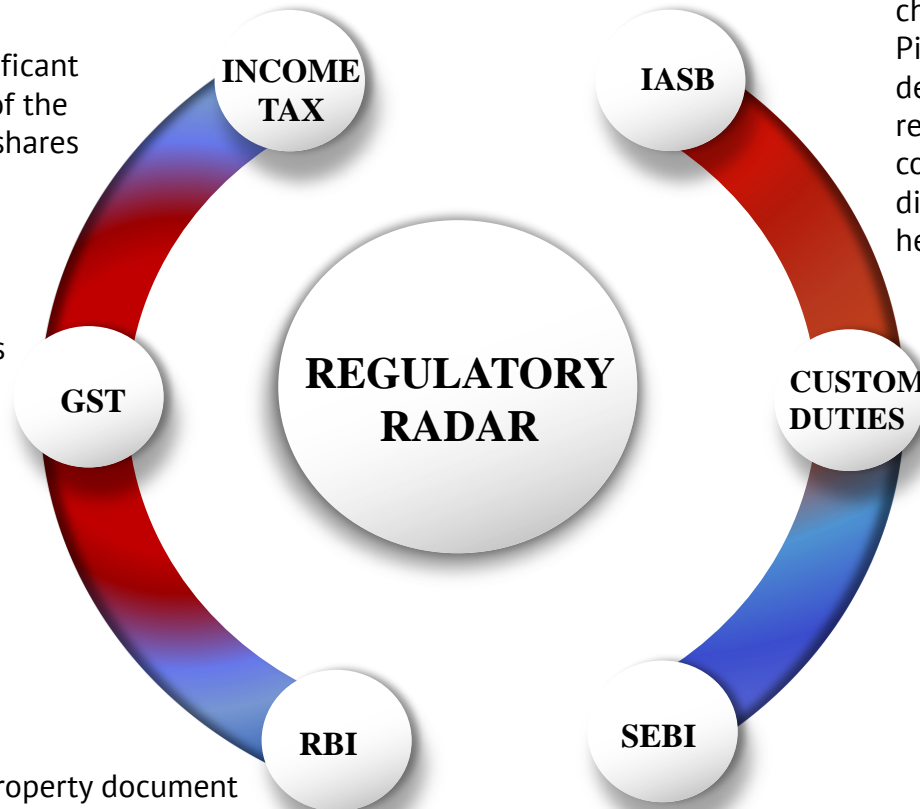 ficant
of the
shares
INCOME
TAX
IASB
ch
Pi
de
re
co
di
he
s
GST
REGULATORY
RADAR
CUSTOM
DUTIES
RBI
SEBI
roperty document